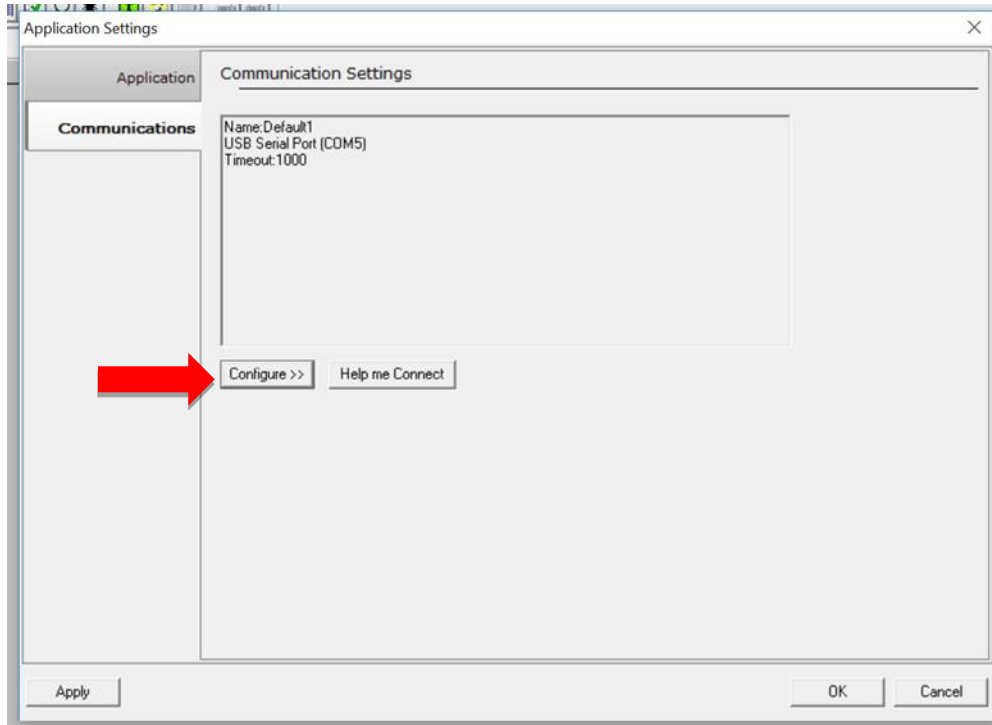 Application Settings
Application
Communications
Communication Settings
Name:Default1
USB Serial Port (COM5)
Timeout:1000
Configure >>
Help me Connect
Apply
OK
Cancel